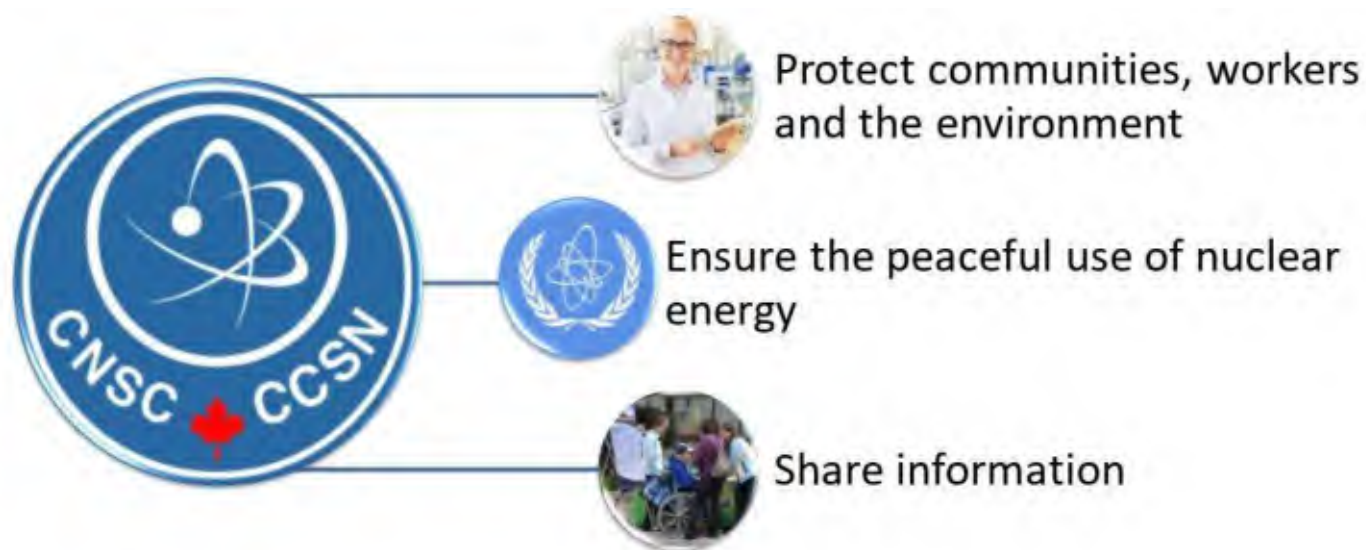 CNSC CCSN
Protect communities, workers
and the environment
Ensure the peaceful use of nuclear
energy
Share information